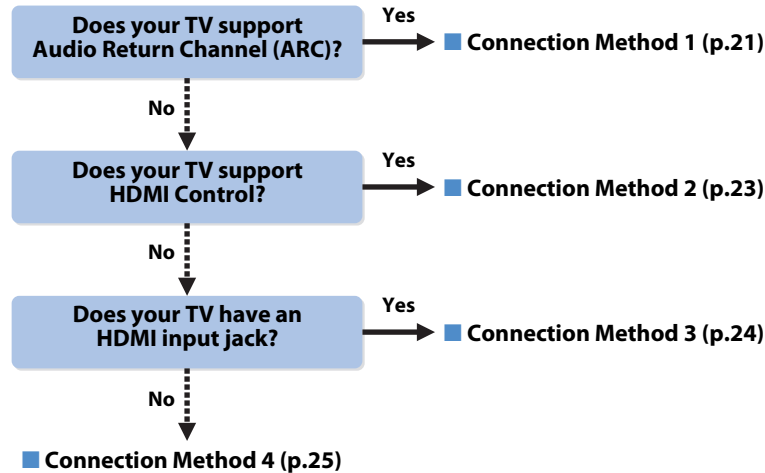 Does your TV support
Audio Return Channel (ARC)?
Yes
Connection Method 1 (p.21)
No
Does your TV support
HDMI Control?
Yes
Connection Method 2 (p.23)
No
Does your TV have an
HDMI input jack?
Yes
Connection Method 3 (p.24)
No
Connection Method 4 (p.25)